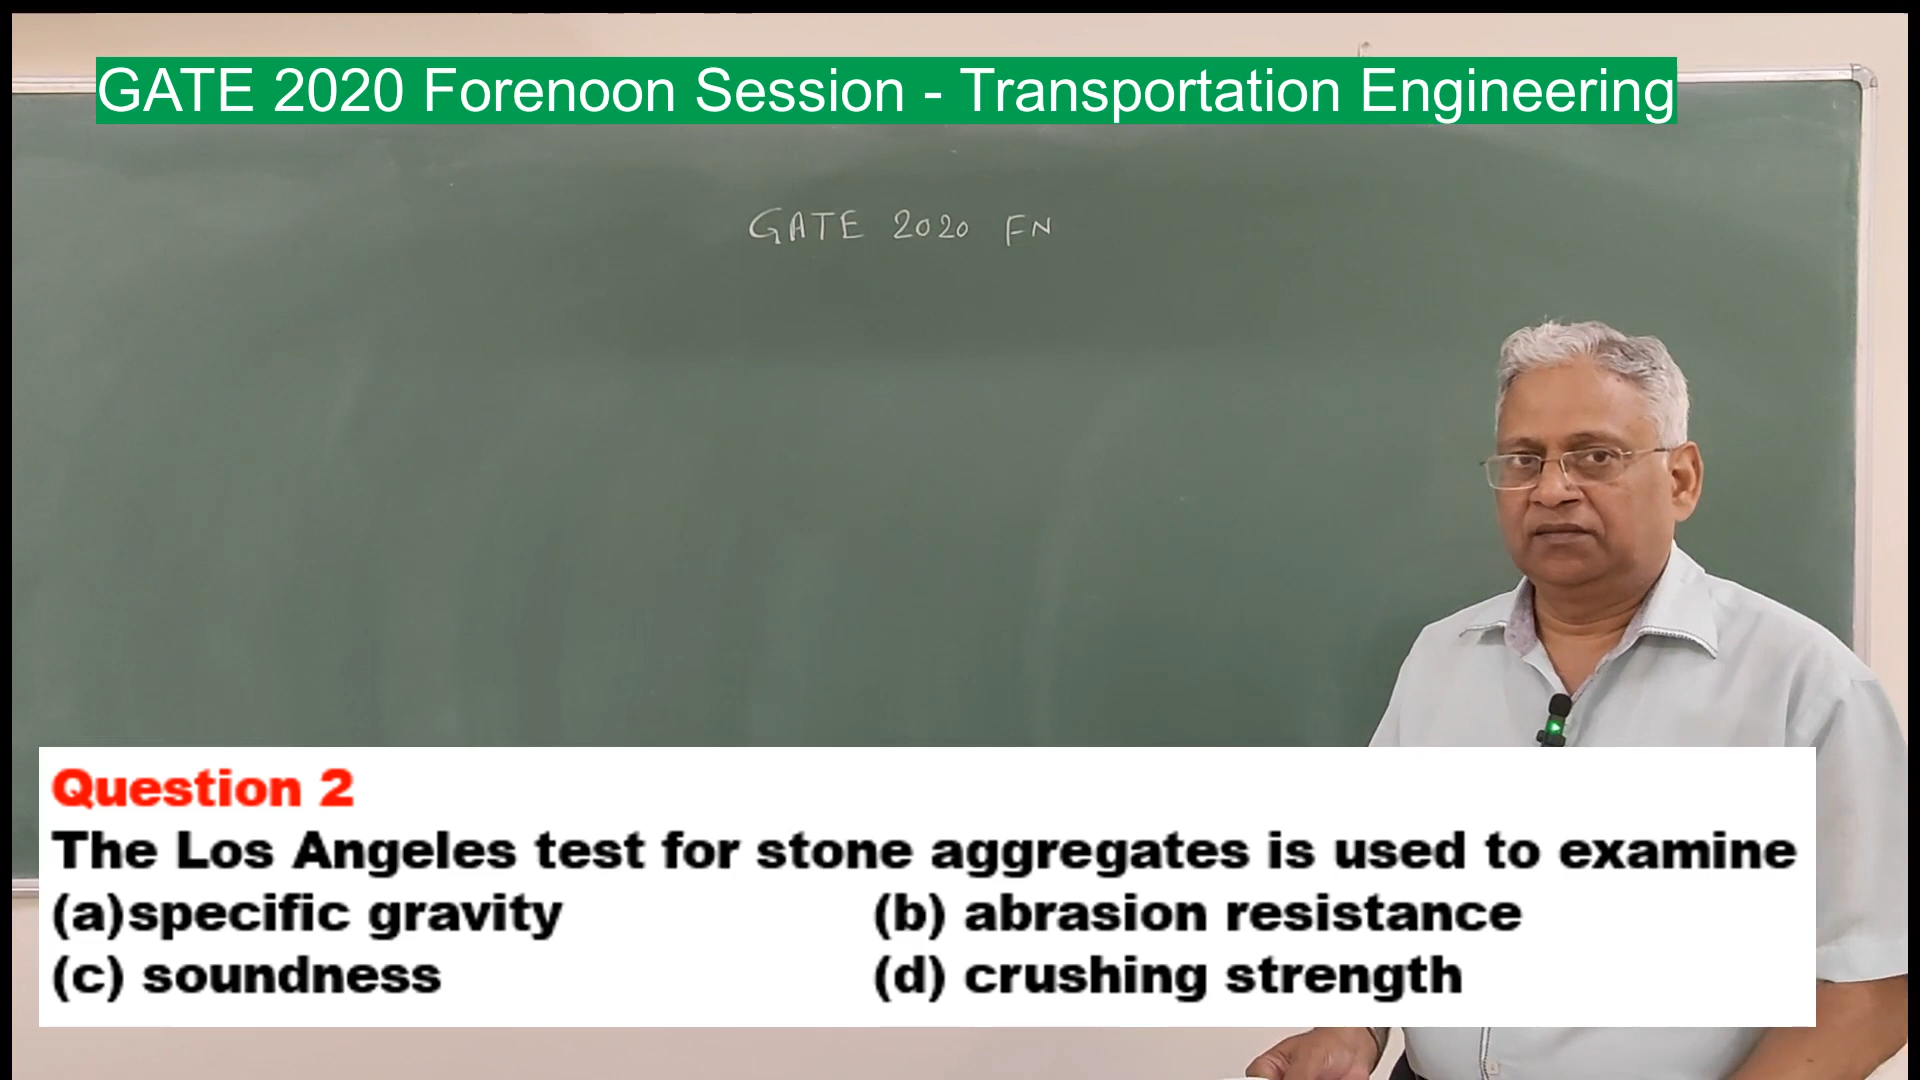 GATE 2020 Forenoon Session - Transportation Engineering
GATE 2020 FN
Question 2
The Los Angeles test for stone aggregates is used to examine
(a)specific gravity (b) abrasion resistance
(c) soundness (d) crushing strength